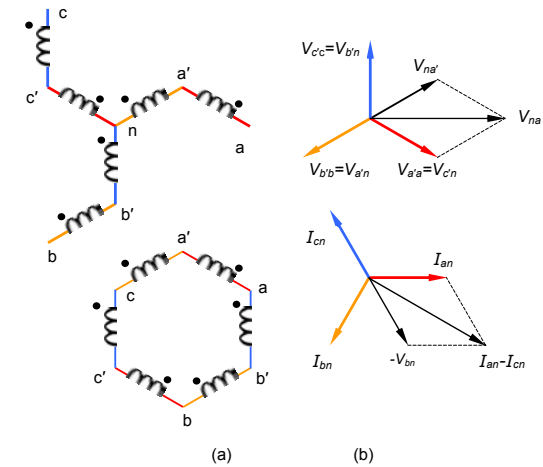 c
c′
n
a′
a
b′
b
a′
c
a
c′
b′
b
(a)
V_c′c=V_b′n
V_na′
V_na
V_b′b=V_a′n
V_a′a=V_c′n
I_cn
I_an
I_bn
-V_bn
I_an-I_cn
(b)